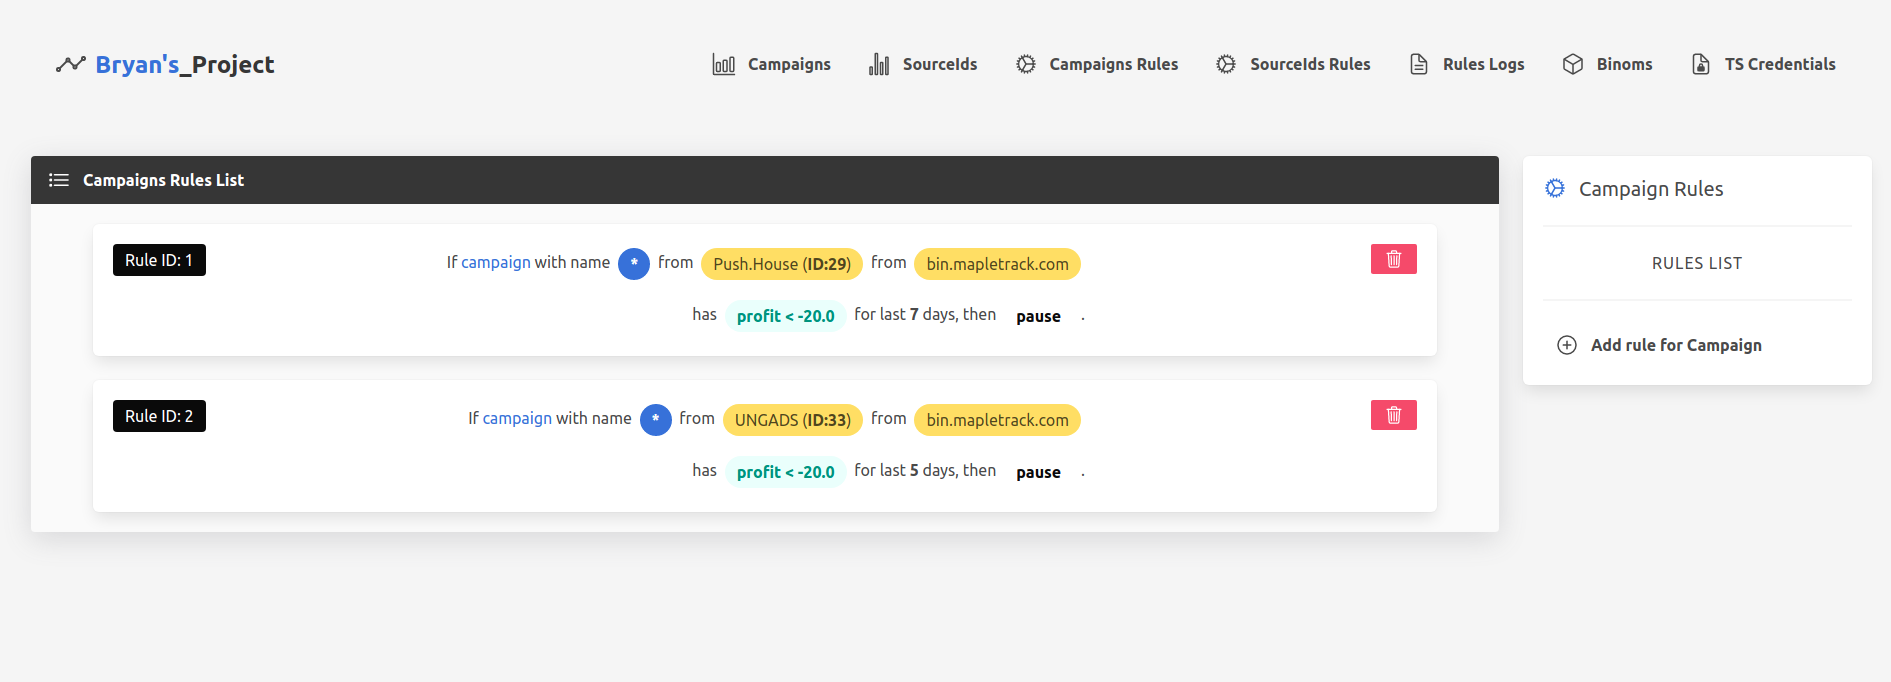 Bryan's_Project
Campaigns
SourceIds
Campaigns Rules
SourceIds Rules
Rules Logs
Binoms
TS Credentials
Campaigns Rules List
Rule ID: 1
If campaign with name * from Push.House (ID:29) from bin.mapletrack.com
has profit < -20.0 for last 7 days, then pause .
Rule ID: 2
If campaign with name * from UNGADS (ID:33) from bin.mapletrack.com
has profit < -20.0 for last 5 days, then pause .
Campaign Rules
RULES LIST
Add rule for Campaign